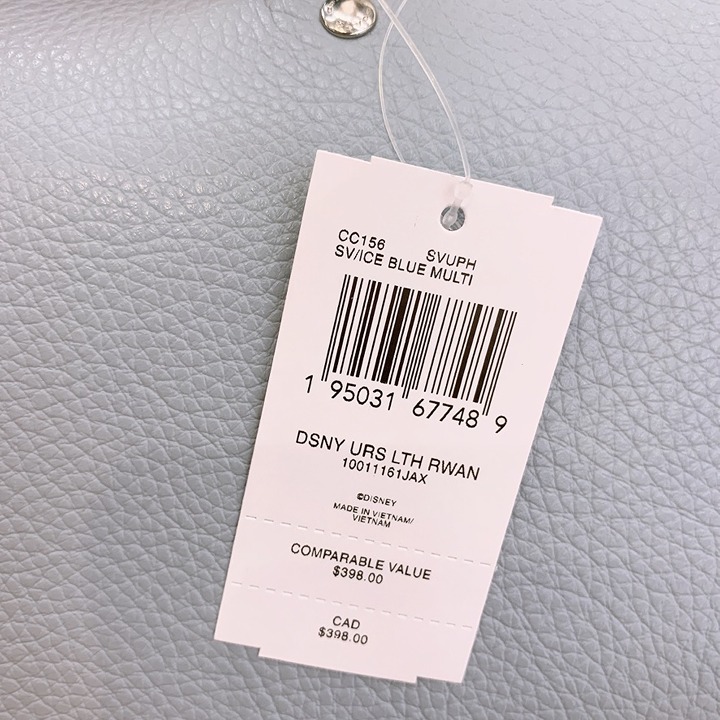 CC156 SVUPH
SV/ICE BLUE MULTI
1 95031 67748 9
DSNY URS LTH RWAN
10011161JAX
©DISNEY
MADE IN VIETNAM/
VIETNAM
COMPARABLE VALUE
$398.00
CAD
$398.00